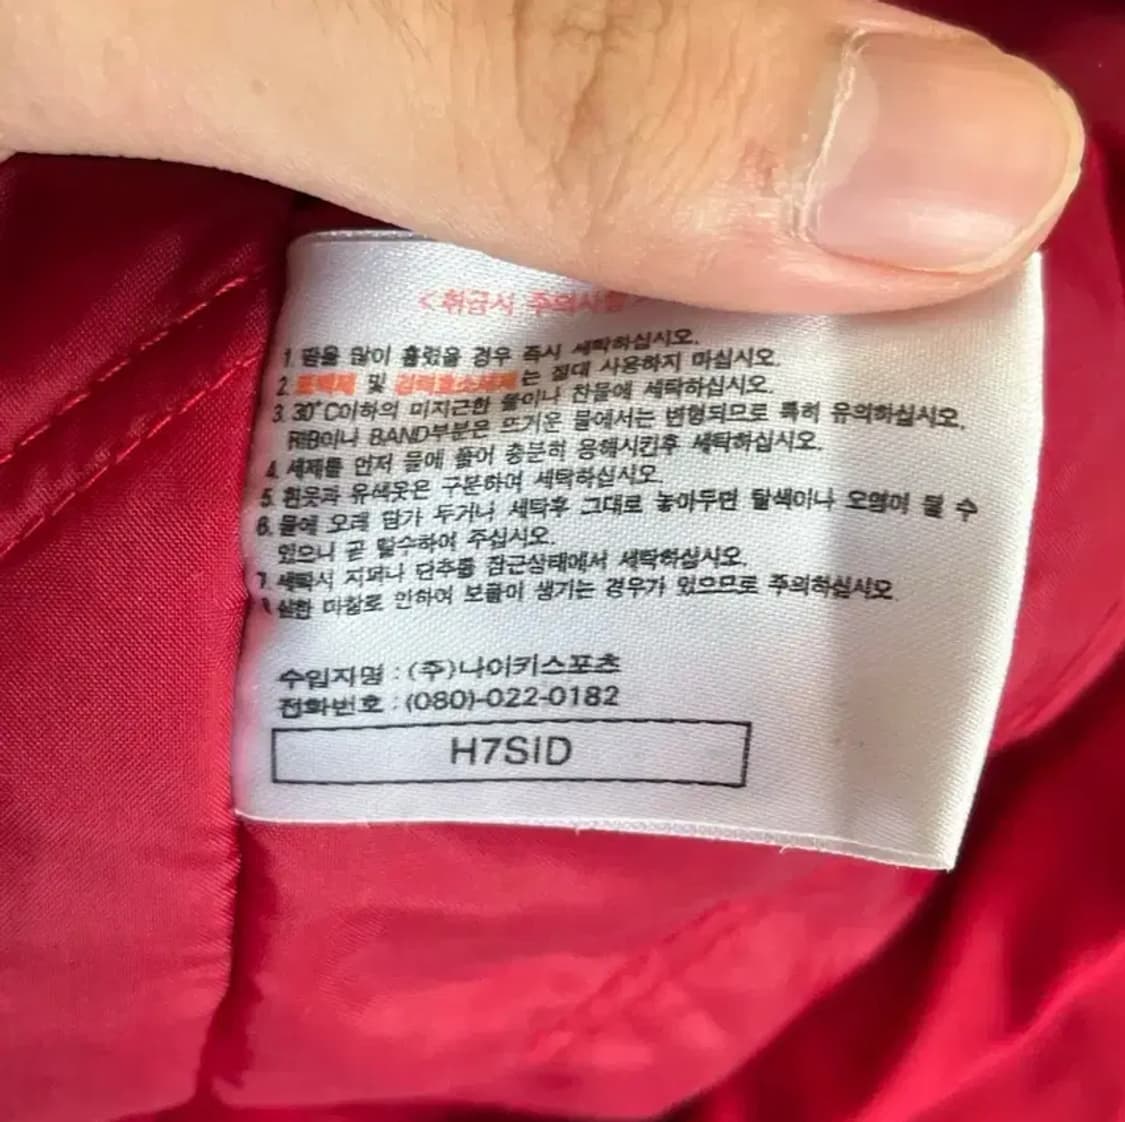 <취급시 주의사항>
1. 땀을 많이 흘렸을 경우 즉시 세탁하십시오.
2. 표백제 및 강력효소세제는 절대 사용하지 마십시오.
3. 30°C이하의 미지근한 물이나 찬물에 세탁하십시오.
RIB이나 BAND부분은 뜨거운 물에서는 변형되므로 특히 유의하십시오.
4. 세제를 먼저 물에 풀어 충분히 용해시킨후 세탁하십시오.
5. 흰옷과 유색옷은 구분하여 세탁하십시오.
6. 물에 오래 담가 두거나 세탁후 그대로 놓아두면 탈색이나 오염이 될 수
있으니 곧 탈수하여 주십시오.
7. 세탁시 지퍼나 단추를 잠근상태에서 세탁하십시오.
심한 마찰로 인하여 보풀이 생기는 경우가 있으므로 주의하십시오
수입자명 : (주)나이키스포츠
전화번호 : (080)-022-0182
H7SID